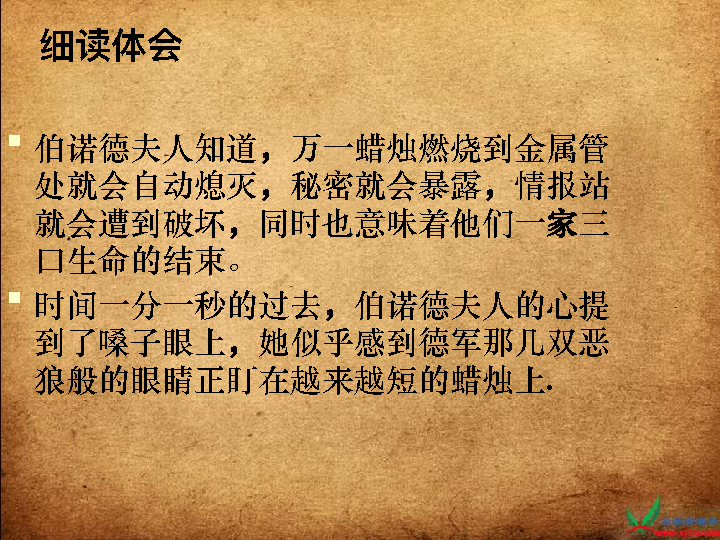 细读体会
伯诺德夫人知道，万一蜡烛燃烧到金属管
处就会自动熄灭，秘密就会暴露，情报站
就会遭到破坏，同时也意味着他们一家三
口生命的结束。
时间一分一秒的过去，伯诺德夫人的心提
到了嗓子眼上，她似乎感到德军那几双恶
狼般的眼睛正盯在越来越短的蜡烛上.